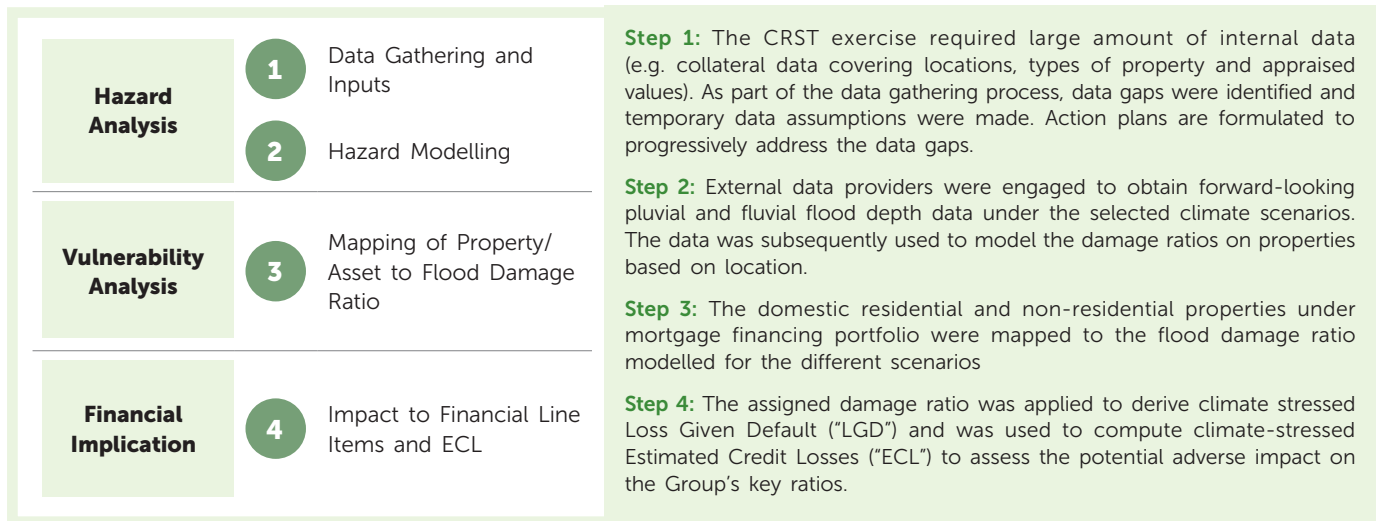 Hazard
Analysis
1
Data Gathering and
Inputs
2
Hazard Modelling
Vulnerability
Analysis
3
Mapping of Property/
Asset to Flood Damage
Ratio
Financial
Implication
4
Impact to Financial Line
Items and ECL
Step 1: The CRST exercise required large amount of internal data
(e.g. collateral data covering locations, types of property and appraised
values). As part of the data gathering process, data gaps were identified and
temporary data assumptions were made. Action plans are formulated to
progressively address the data gaps.
Step 2: External data providers were engaged to obtain forward-looking
pluvial and fluvial flood depth data under the selected climate scenarios.
The data was subsequently used to model the damage ratios on properties
based on location.
Step 3: The domestic residential and non-residential properties under
mortgage financing portfolio were mapped to the flood damage ratio
modelled for the different scenarios
Step 4: The assigned damage ratio was applied to derive climate stressed
Loss Given Default ("LGD") and was used to compute climate-stressed
Estimated Credit Losses ("ECL") to assess the potential adverse impact on
the Group's key ratios.